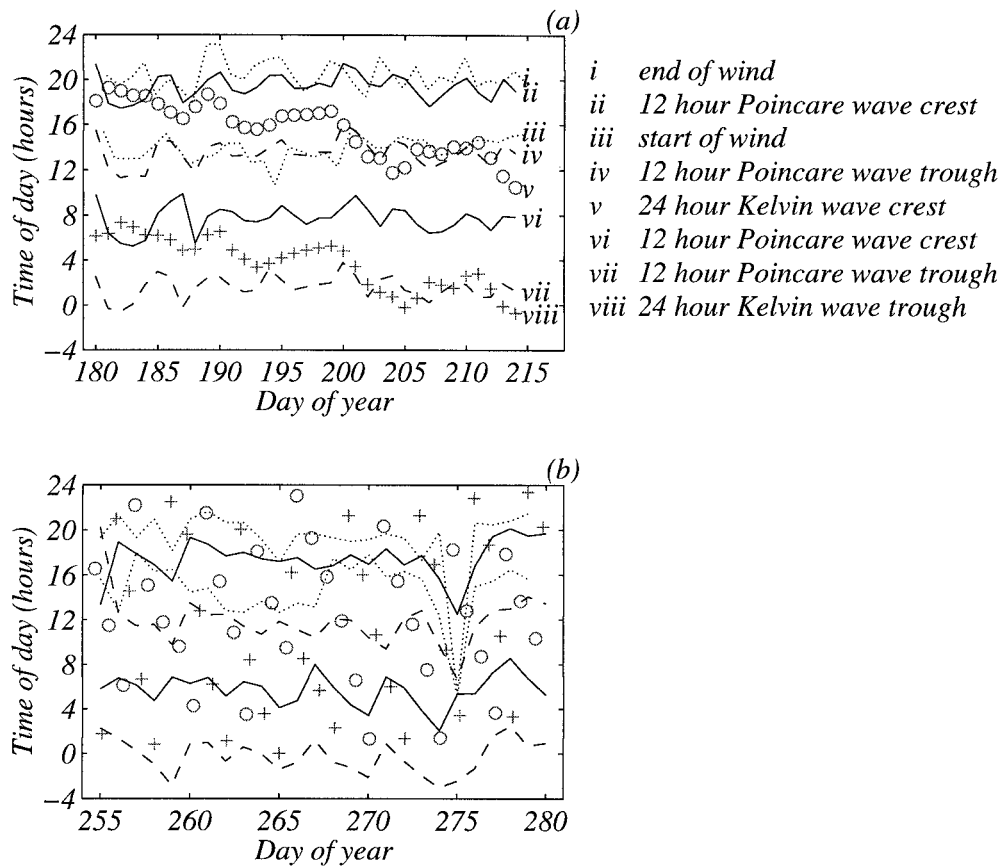 (a)
24
20
16
12
8
4
0
−4
Time of day (hours)
i
ii
iii
iv
v
vi
vii
viii
180 185 190 195 200 205 210 215
Day of year
i end of wind
ii 12 hour Poincare wave crest
iii start of wind
iv 12 hour Poincare wave trough
v 24 hour Kelvin wave crest
vi 12 hour Poincare wave crest
vii 12 hour Poincare wave trough
viii 24 hour Kelvin wave trough
(b)
24
20
16
12
8
4
0
−4
Time of day (hours)
255 260 265 270 275 280
Day of year